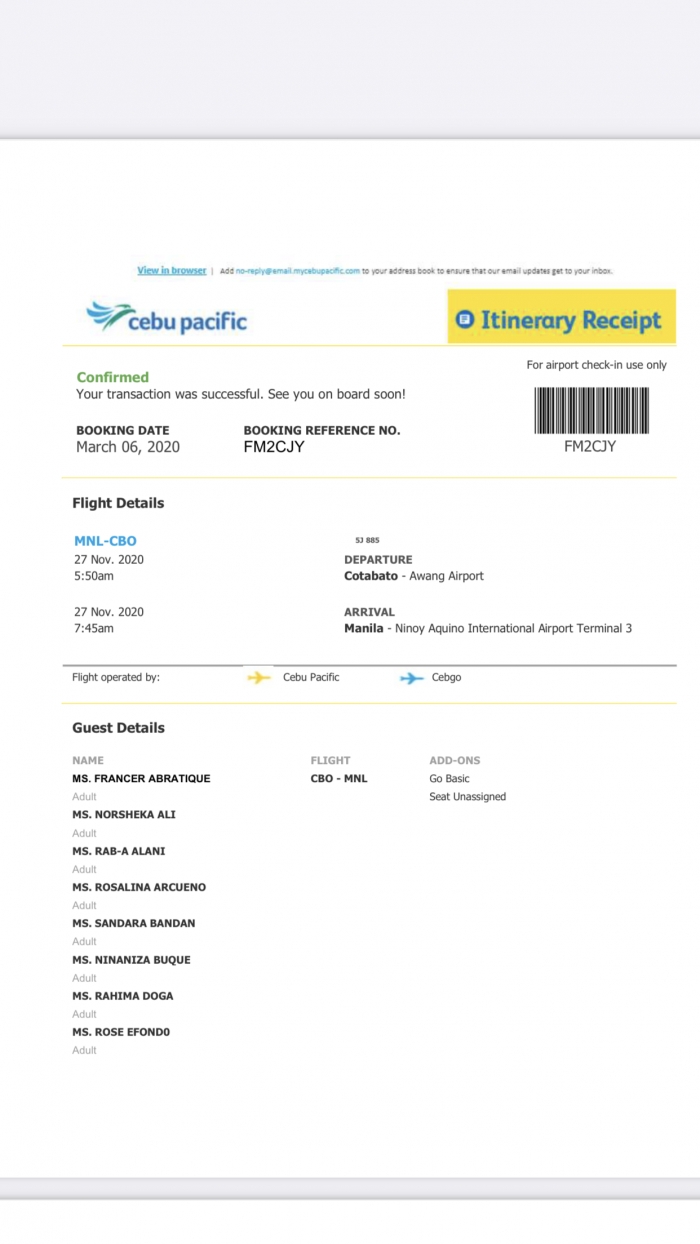 View in browser | Add no-reply@email.mycebupacific.com to your address book to ensure that our email updates get to your inbox.
cebu pacific
Itinerary Receipt
For airport check-in use only
Confirmed
Your transaction was successful. See you on board soon!
BOOKING DATE BOOKING REFERENCE NO.
March 06, 2020 FM2CJY
FM2CJY
Flight Details
MNL-CBO 5J 885
27 Nov. 2020 DEPARTURE
5:50am Cotabato - Awang Airport
27 Nov. 2020 ARRIVAL
7:45am Manila - Ninoy Aquino International Airport Terminal 3
Flight operated by: Cebu Pacific Cebgo
Guest Details
NAME FLIGHT ADD-ONS
MS. FRANCER ABRATIQUE CBO - MNL Go Basic
Adult Seat Unassigned
MS. NORSHEKA ALI
Adult
MS. RAB-A ALANI
Adult
MS. ROSALINA ARCUENO
Adult
MS. SANDARA BANDAN
Adult
MS. NINANIZA BUQUE
Adult
MS. RAHIMA DOGA
Adult
MS. ROSE EFOND0
Adult